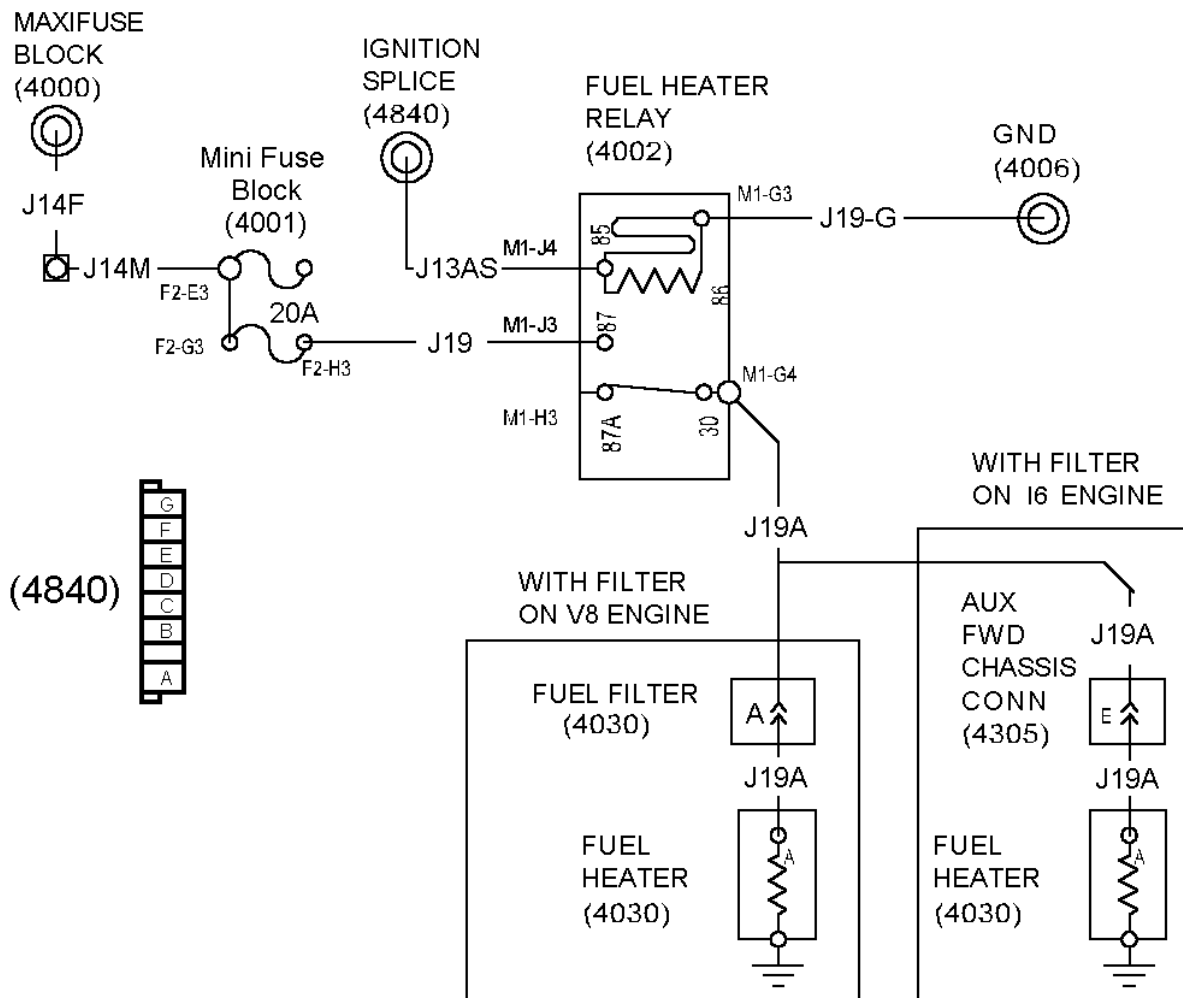 MAXIFUSE
BLOCK
(4000)
IGNITION
SPLICE
(4840)
FUEL HEATER
RELAY
(4002)
GND
(4006)
Mini Fuse
Block
(4001)
J14F
J14M
F2-E3
20A
F2-G3
F2-H3
J13AS
M1-J4
J19
M1-J3
M1-G3
J19-G
85
86
87
M1-G4
M1-H3
87A
30
J19A
(4840)
G
F
E
D
C
B
A
WITH FILTER
ON V8 ENGINE
FUEL FILTER
(4030)
A
J19A
FUEL
HEATER
(4030)
A
WITH FILTER
ON I6 ENGINE
AUX
FWD
CHASSIS
CONN
(4305)
J19A
E
J19A
FUEL
HEATER
(4030)
A